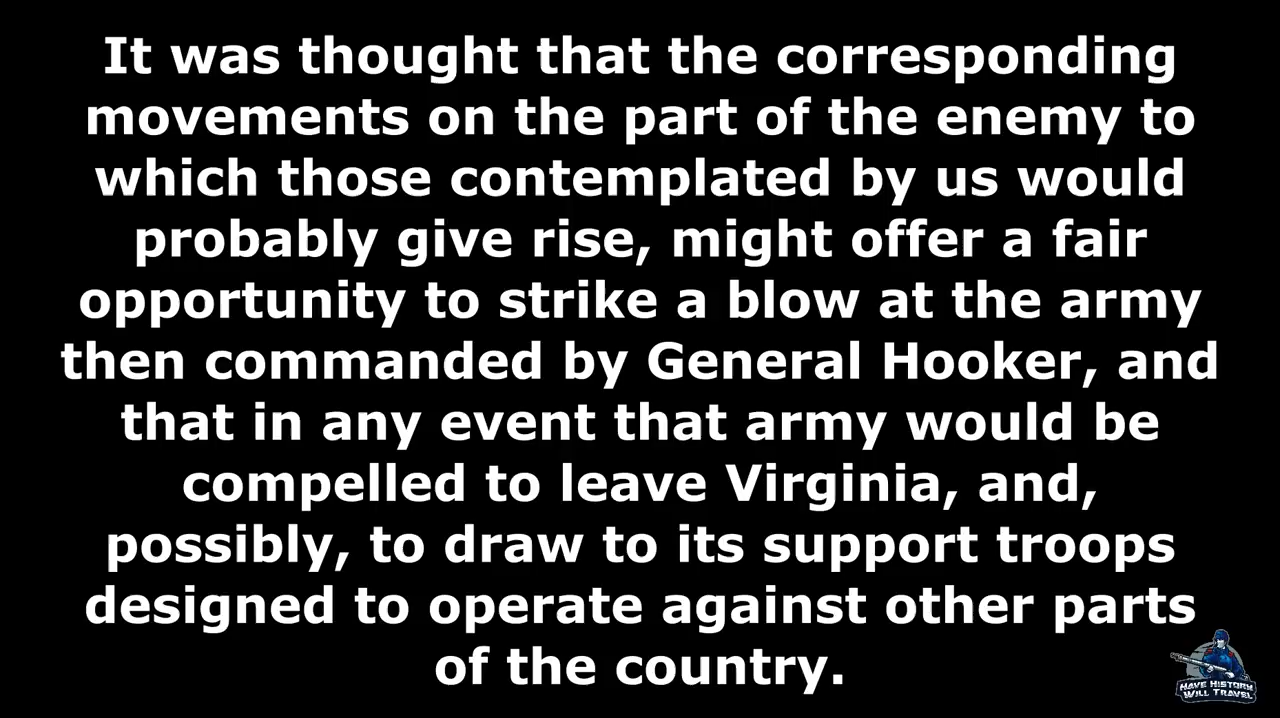 It was thought that the corresponding
movements on the part of the enemy to
which those contemplated by us would
probably give rise, might offer a fair
opportunity to strike a blow at the army
then commanded by General Hooker, and
that in any event that army would be
compelled to leave Virginia, and,
possibly, to draw to its support troops
designed to operate against other parts
of the country.
HAVE HISTORY
WILL TRAVEL